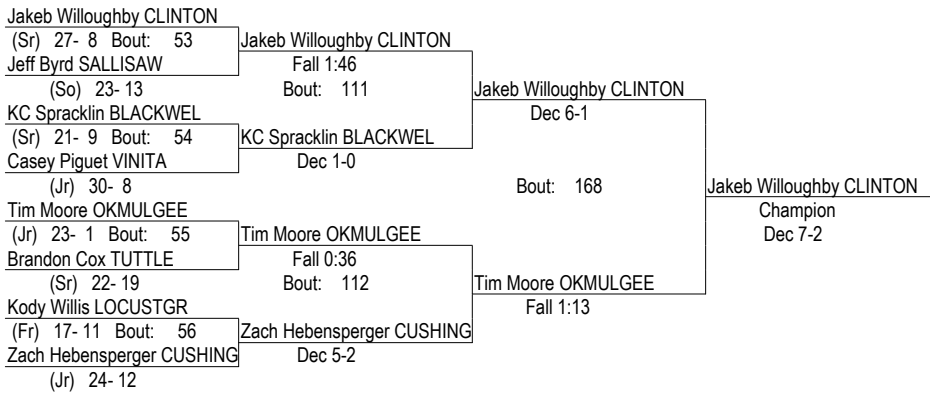 Jakeb Willoughby CLINTON
(Sr) 27- 8 Bout: 53
Jeff Byrd SALLISAW
(So) 23- 13
KC Spracklin BLACKWEL
(Sr) 21- 9 Bout: 54
Casey Piguet VINITA
(Jr) 30- 8
Tim Moore OKMULGEE
(Jr) 23- 1 Bout: 55
Brandon Cox TUTTLE
(Sr) 22- 19
Kody Willis LOCUSTGR
(Fr) 17- 11 Bout: 56
Zach Hebensperger CUSHING
(Jr) 24- 12
Jakeb Willoughby CLINTON
Fall 1:46
Bout: 111
KC Spracklin BLACKWEL
Dec 1-0
Tim Moore OKMULGEE
Fall 0:36
Bout: 112
Zach Hebensperger CUSHING
Dec 5-2
Jakeb Willoughby CLINTON
Dec 6-1
Bout: 168
Tim Moore OKMULGEE
Fall 1:13
Jakeb Willoughby CLINTON
Champion
Dec 7-2